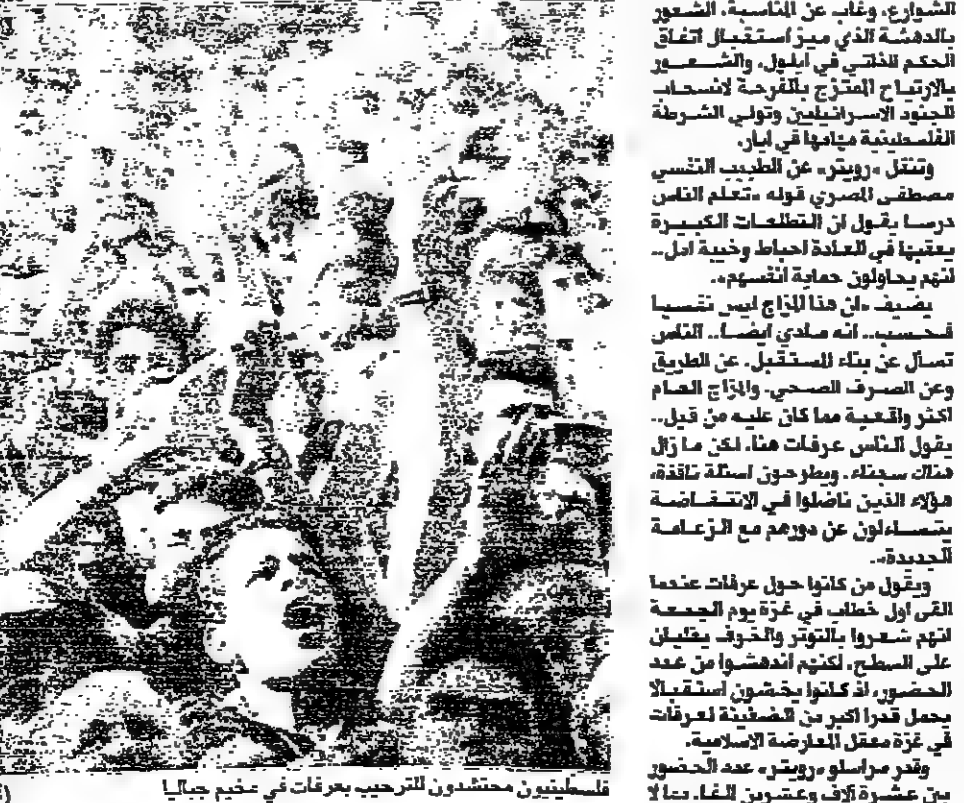 الشوارع، وغاب عن المناسبة، الشعور
بالدهشة الذي ميز استقبال اتفاق
الحكم الذاتي في ايلول، والشعور
بالارتياح الممتزج بالفرحة لانسحاب
الجنود الاسرائيليين وتولي الشرطة
الفلسطينية مهامها في ايار.
وتنقل «رويتر» عن الطبيب النفسي
مصطفى المصري قوله «تعلم الناس
درسا يقول ان التطلعات الكبيرة
يعقبها في العادة احباط وخيبة امل..
انهم يحاولون حماية انفسهم».
يضيف «ان هذا المزاج ليس نفسيا
فحسب.. انه مادي ايضا.. الناس
تسأل عن بناء المستقبل، عن الطريق
وعن الصرف الصحي. والمزاج العام
اكثر واقعية مما كان عليه من قبل..
يقول الناس عرفات هنا، لكن ما زال
هناك سجناء. ويطرحون اسئلة ناقدة،
هؤلاء الذين ناضلوا في الانتفاضة
يتساءلون عن دورهم مع الزعامة
الجديدة».
ويقول من كانوا حول عرفات عندما
القى اول خطاب في غزة يوم الجمعة
انهم شعروا بالتوتر والخوف يغليان
على السطح، لكنهم اندهشوا من عدد
الحضور، اذ كانوا يخشون استقبالا
يحمل قدرا اكبر من الضغينة لعرفات
في غزة معقل المعارضة الاسلامية.
وقدر مراسلو «رويتر» عدد الحضور
بين عشرة آلاف وعشرين الفا، بما لا
فلسطينيون محتشدون للترحيب بعرفات في مخيم جباليا